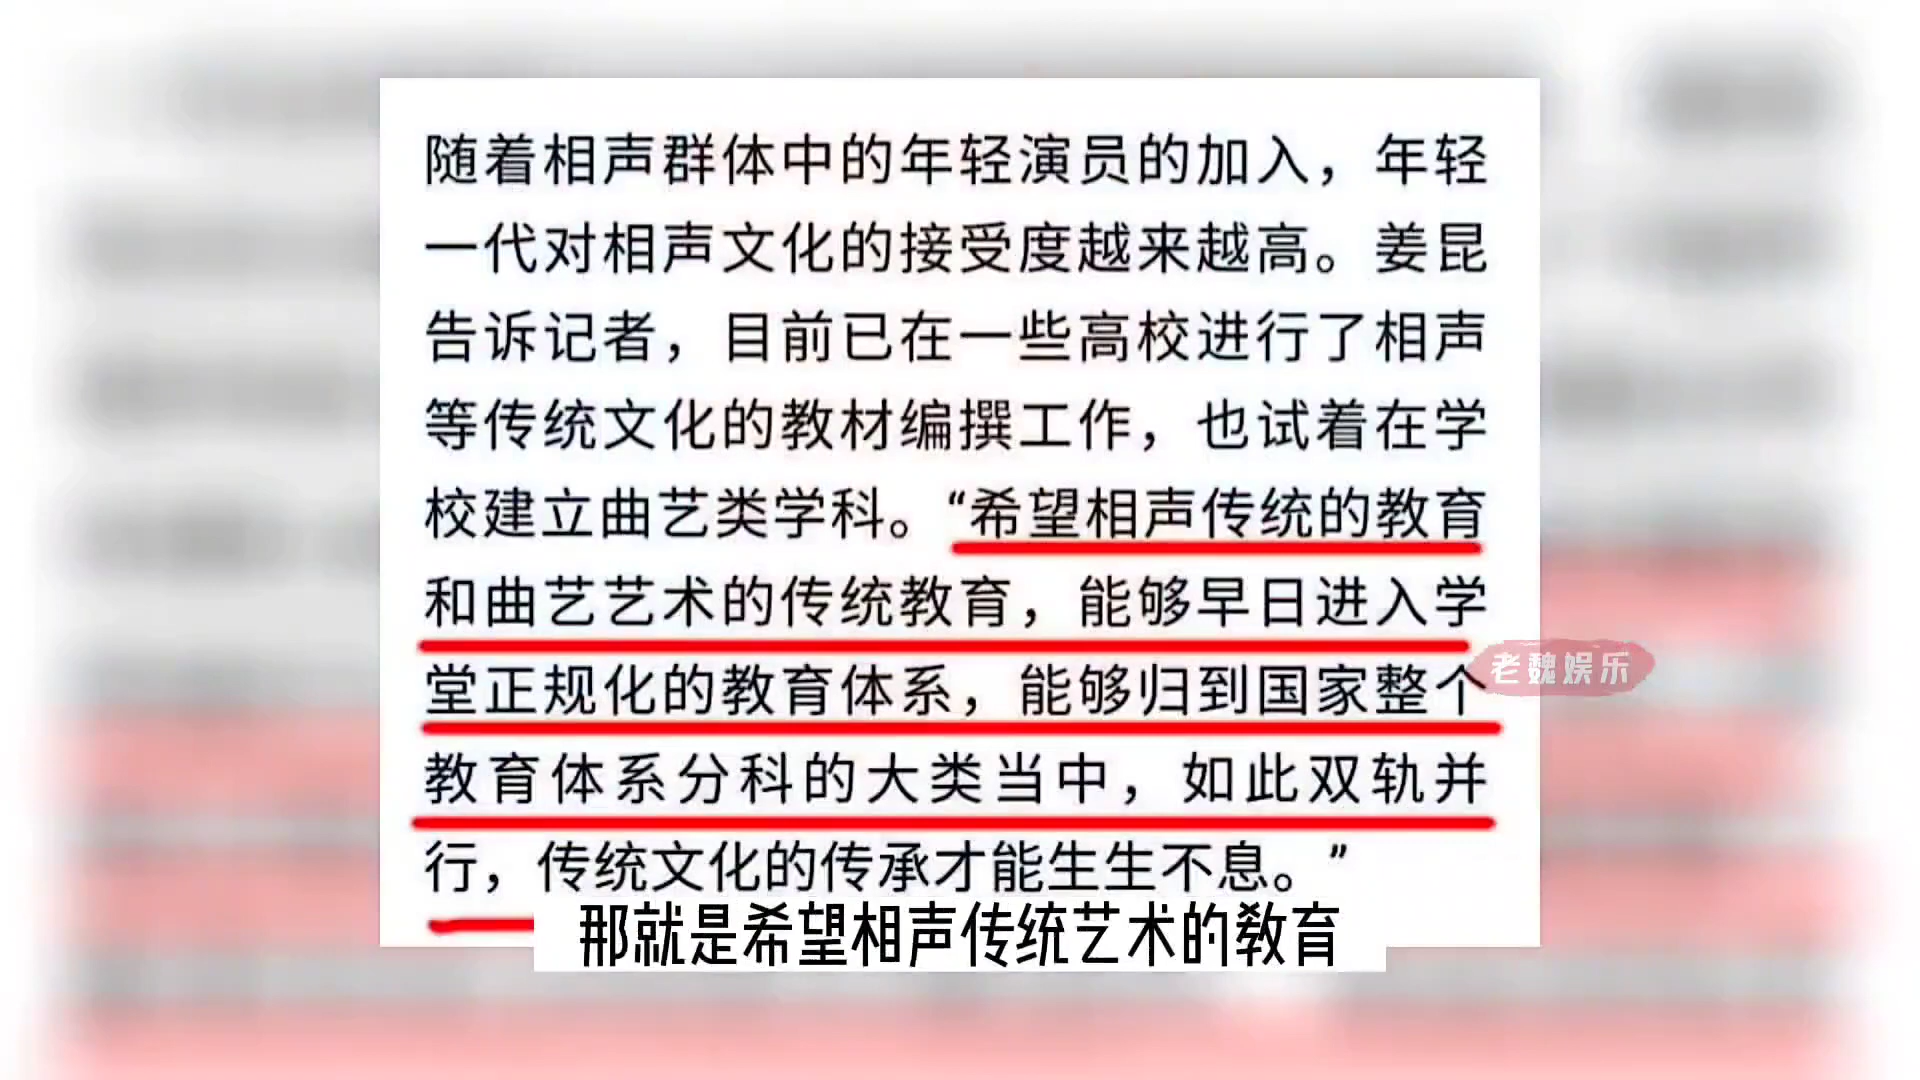 随着相声群体中的年轻演员的加入，年轻
一代对相声文化的接受度越来越高。姜昆
告诉记者，目前已在一些高校进行了相声
等传统文化的教材编撰工作，也试着在学
校建立曲艺类学科。“希望相声传统的教育
和曲艺艺术的传统教育，能够早日进入学
堂正规化的教育体系，能够归到国家整个
教育体系分科的大类当中，如此双轨并
行，传统文化的传承才能生生不息。”
老魏娱乐
那就是希望相声传统艺术的教育